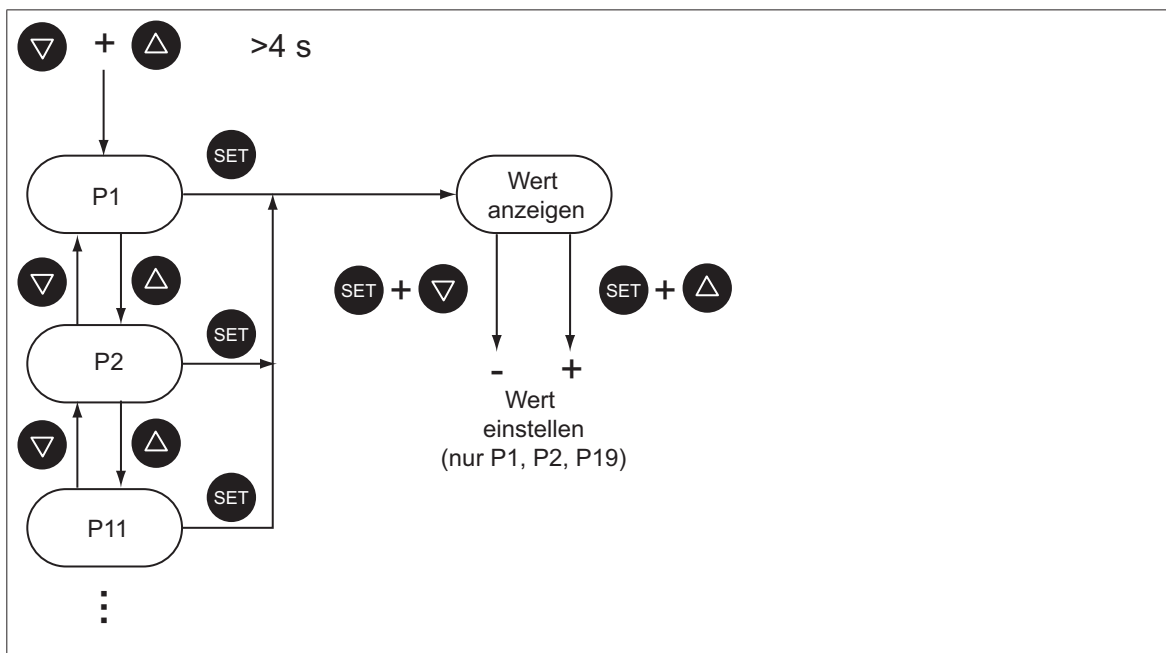 + >4 s
SET
P1
Wert
anzeigen
SET + SET +
SET
P2
- +
Wert
einstellen
(nur P1, P2, P19)
SET
P11
⋮